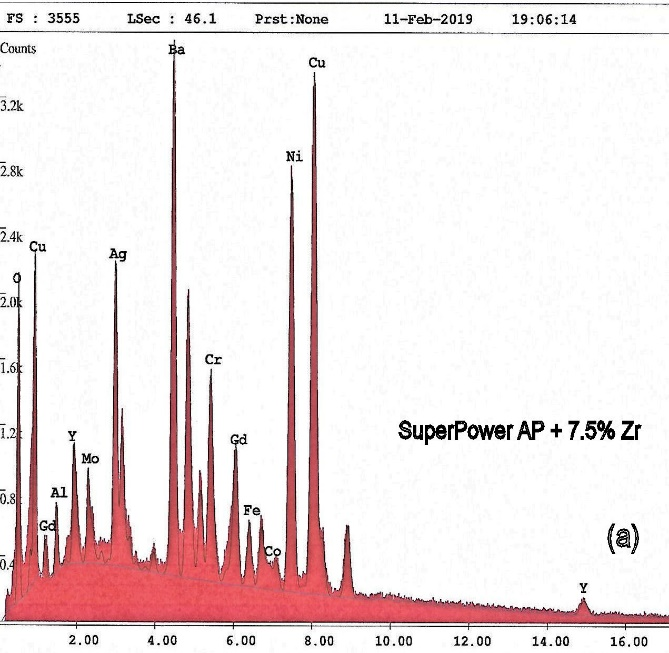 FS : 3555 LSec : 46.1 Prst:None 11-Feb-2019 19:06:14
Counts
Ba
Cu
3.2k
Ni
2.8k
2.4k
Cu
Ag
O
2.0k
1.6k
Cr
1.2k
Y
Gd
SuperPower AP + 7.5% Zr
Mo
0.8
Al
Fe
Gd
(a)
Co
0.4
Y
2.00 4.00 6.00 8.00 10.00 12.00 14.00 16.00